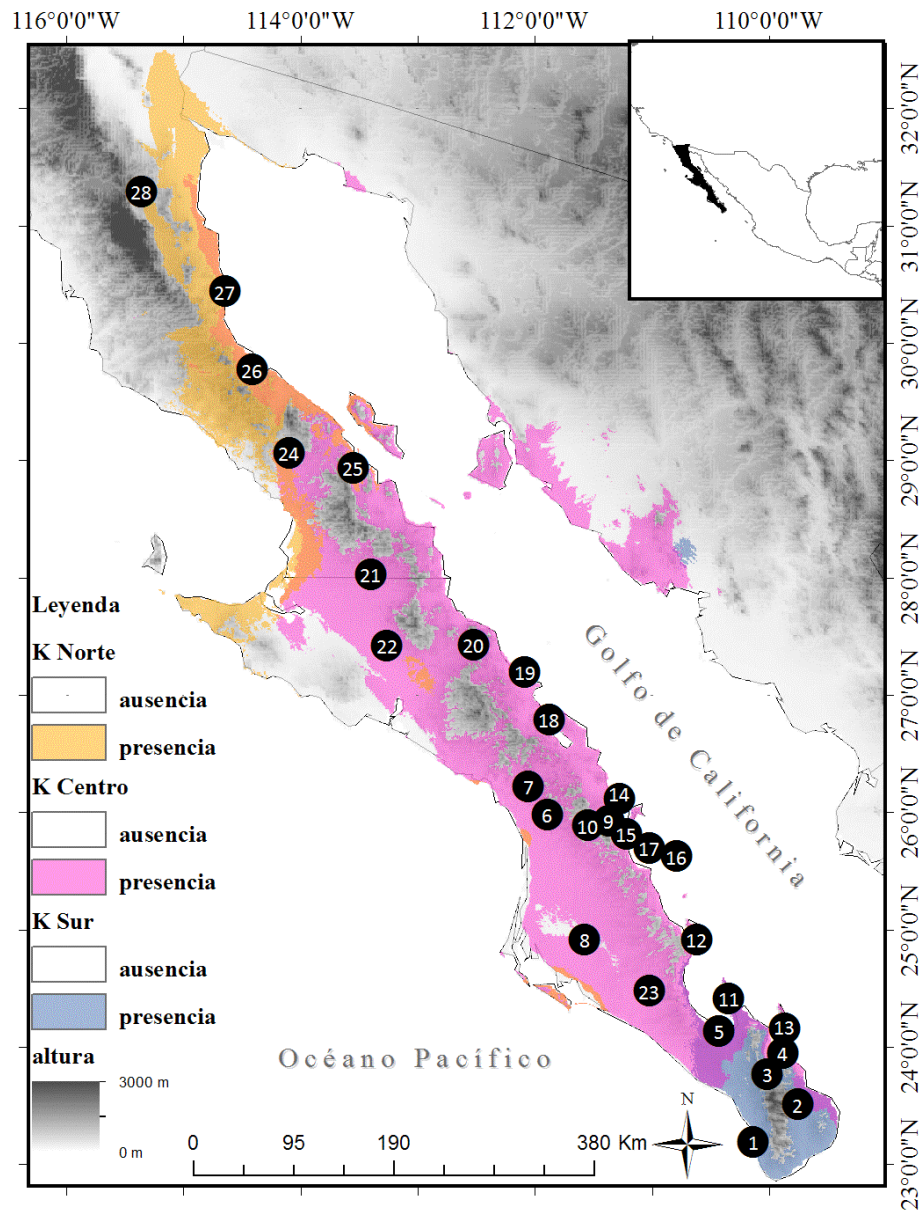 116°0'0"W 114°0'0"W 112°0'0"W 110°0'0"W
32°0'0"N
31°0'0"N
30°0'0"N
29°0'0"N
28°0'0"N
27°0'0"N
26°0'0"N
25°0'0"N
24°0'0"N
23°0'0"N
28
27
26
24
25
21
22
20
19
18
7
6
14
9
10
15
17
16
8
12
23
11
5
13
4
3
2
1
Golfo de California
Océano Pacífico
Leyenda
K Norte
ausencia
presencia
K Centro
ausencia
presencia
K Sur
ausencia
presencia
altura
3000 m
0 m
N
0 95 190 380 Km